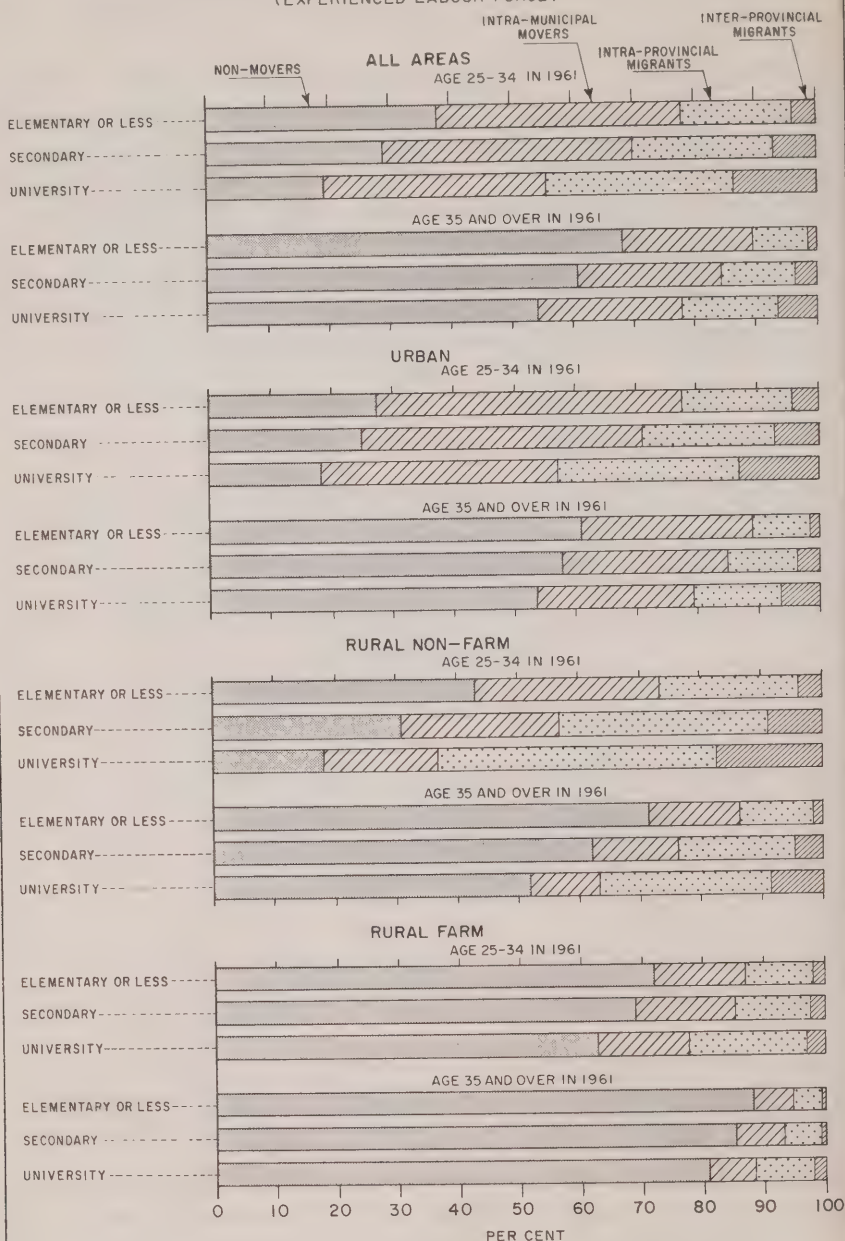 (EXPERIENCED LABOUR FORCE)
INTRA-MUNICIPAL
MOVERS
INTER-PROVINCIAL
MIGRANTS
NON-MOVERS
ALL AREAS
INTRA-PROVINCIAL
MIGRANTS
AGE 25-34 IN 1961
ELEMENTARY OR LESS
SECONDARY
UNIVERSITY
AGE 35 AND OVER IN 1961
ELEMENTARY OR LESS
SECONDARY
UNIVERSITY
URBAN
AGE 25-34 IN 1961
ELEMENTARY OR LESS
SECONDARY
UNIVERSITY
AGE 35 AND OVER IN 1961
ELEMENTARY OR LESS
SECONDARY
UNIVERSITY
RURAL NON-FARM
AGE 25-34 IN 1961
ELEMENTARY OR LESS
SECONDARY
UNIVERSITY
AGE 35 AND OVER IN 1961
ELEMENTARY OR LESS
SECONDARY
UNIVERSITY
RURAL FARM
AGE 25-34 IN 1961
ELEMENTARY OR LESS
SECONDARY
UNIVERSITY
AGE 35 AND OVER IN 1961
ELEMENTARY OR LESS
SECONDARY
UNIVERSITY
0 10 20 30 40 50 60 70 80 90 100
PER CENT